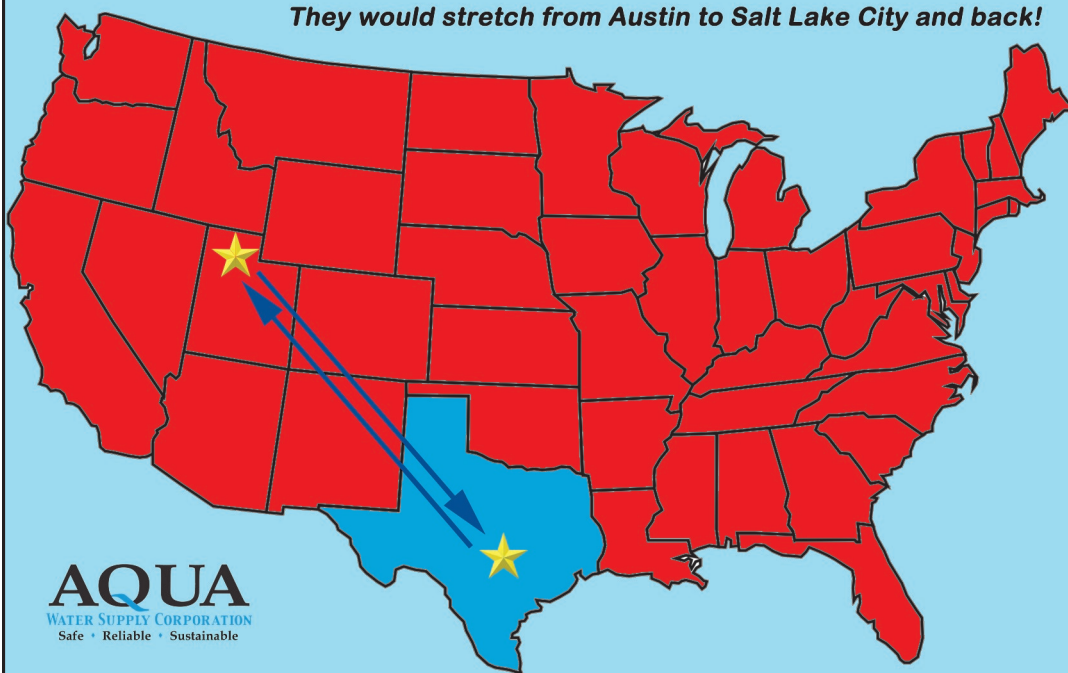 They would stretch from Austin to Salt Lake City and back!
AQUA
WATER SUPPLY CORPORATION
Safe • Reliable • Sustainable